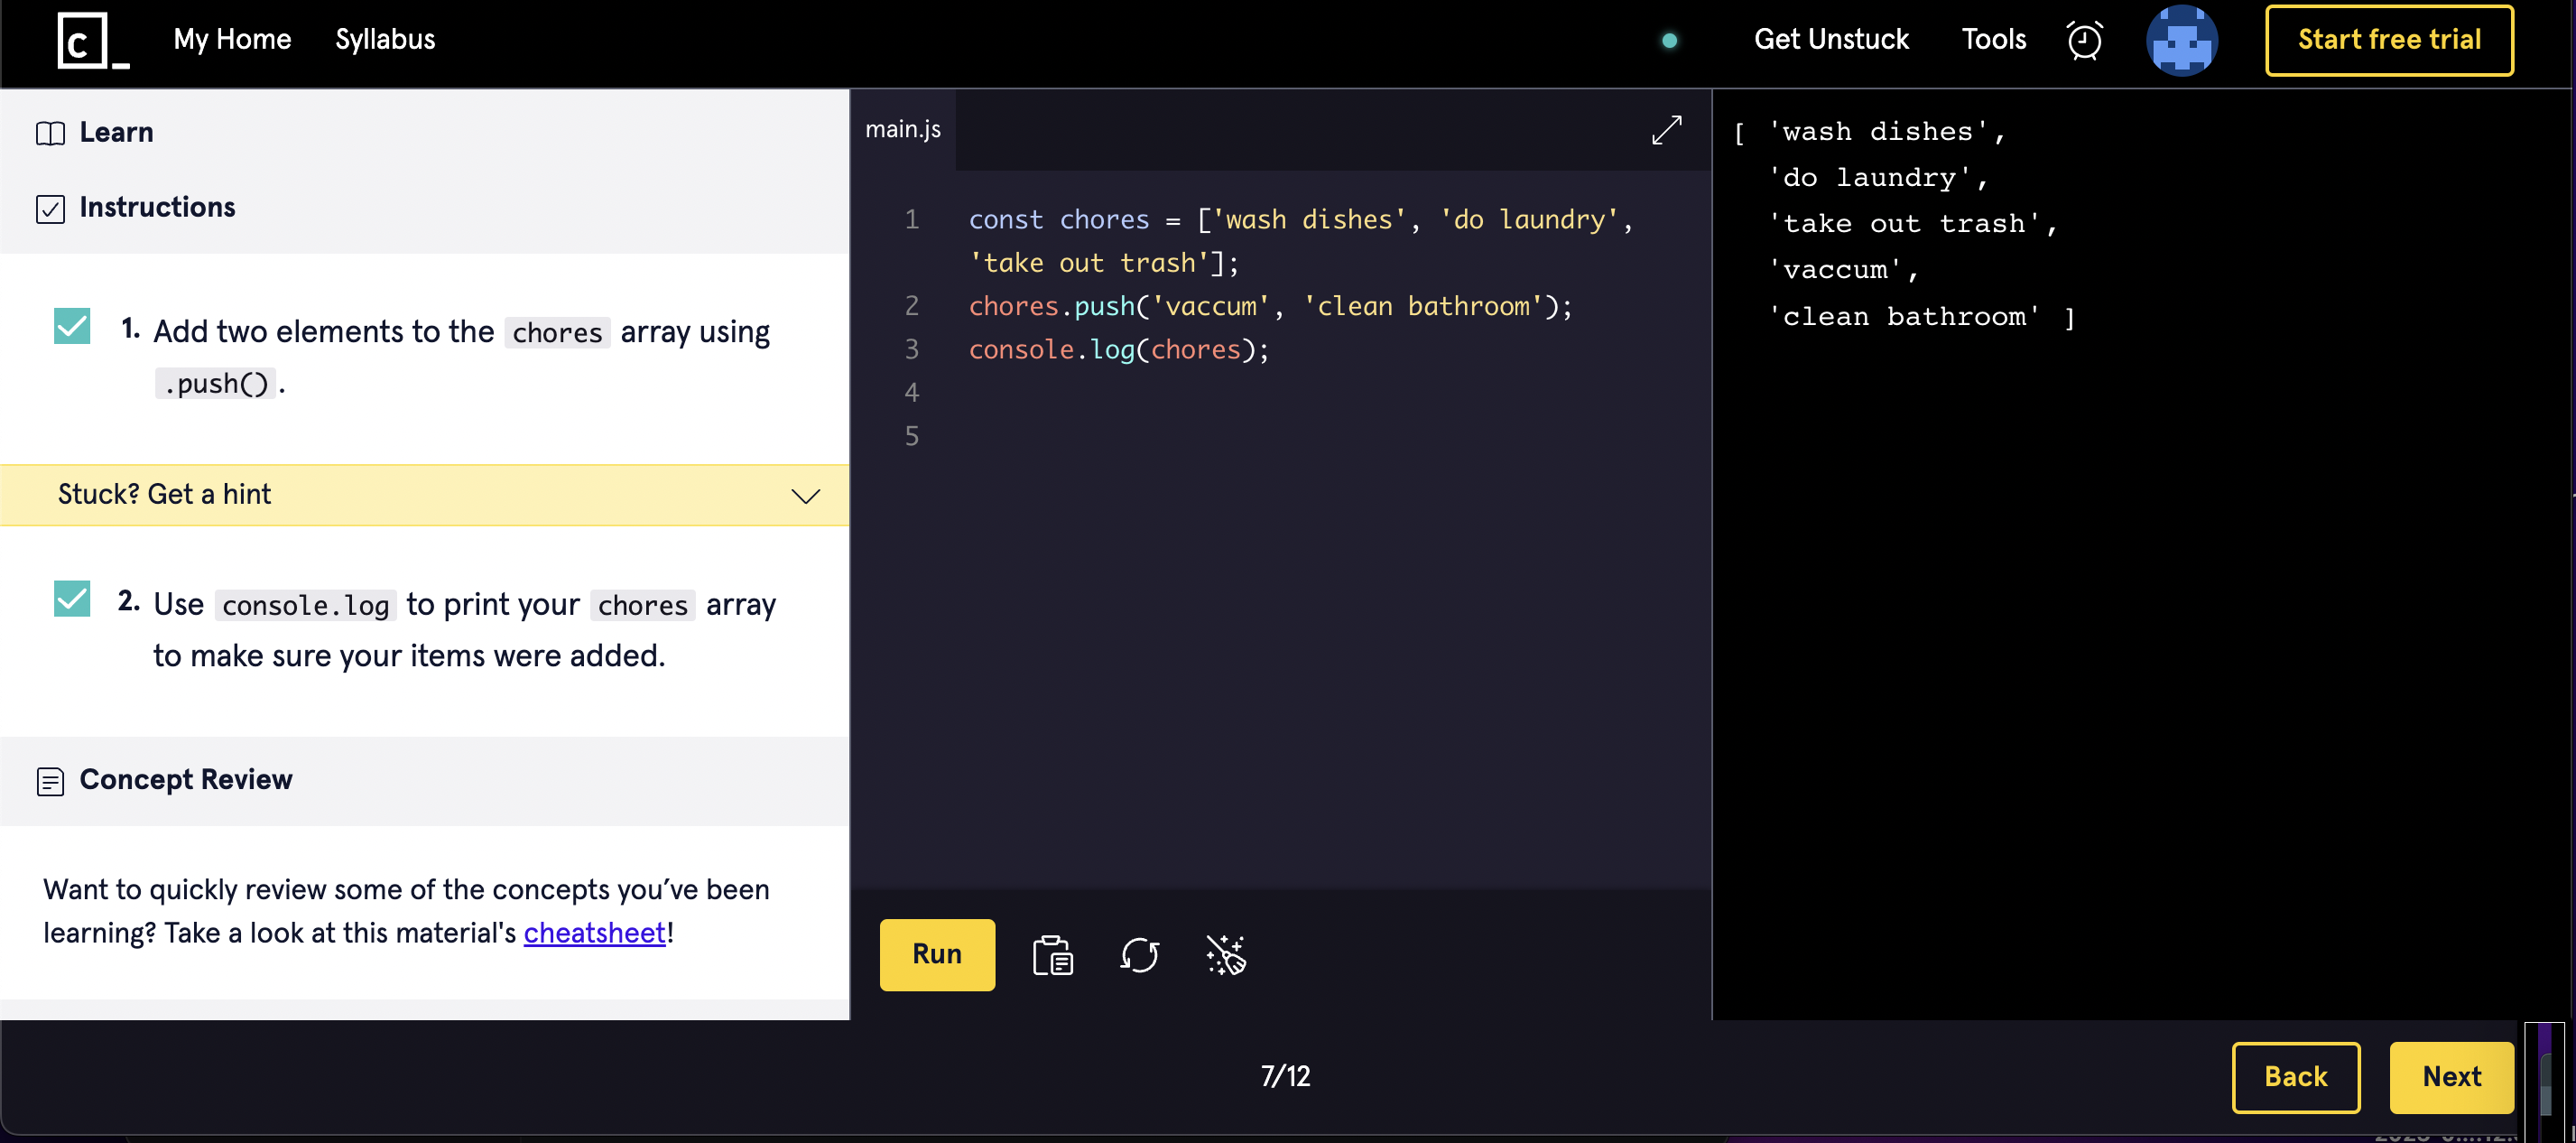 C_ My Home Syllabus Get Unstuck Tools Start free trial
Learn
Instructions
1. Add two elements to the chores array using
.push().
Stuck? Get a hint
2. Use console.log to print your chores array
to make sure your items were added.
Concept Review
Want to quickly review some of the concepts you’ve been
learning? Take a look at this material's cheatsheet!
main.js
1 const chores = ['wash dishes', 'do laundry',
'take out trash'];
2 chores.push('vaccum', 'clean bathroom');
3 console.log(chores);
4
5
Run
[ 'wash dishes',
'do laundry',
'take out trash',
'vaccum',
'clean bathroom' ]
7/12
Back Next